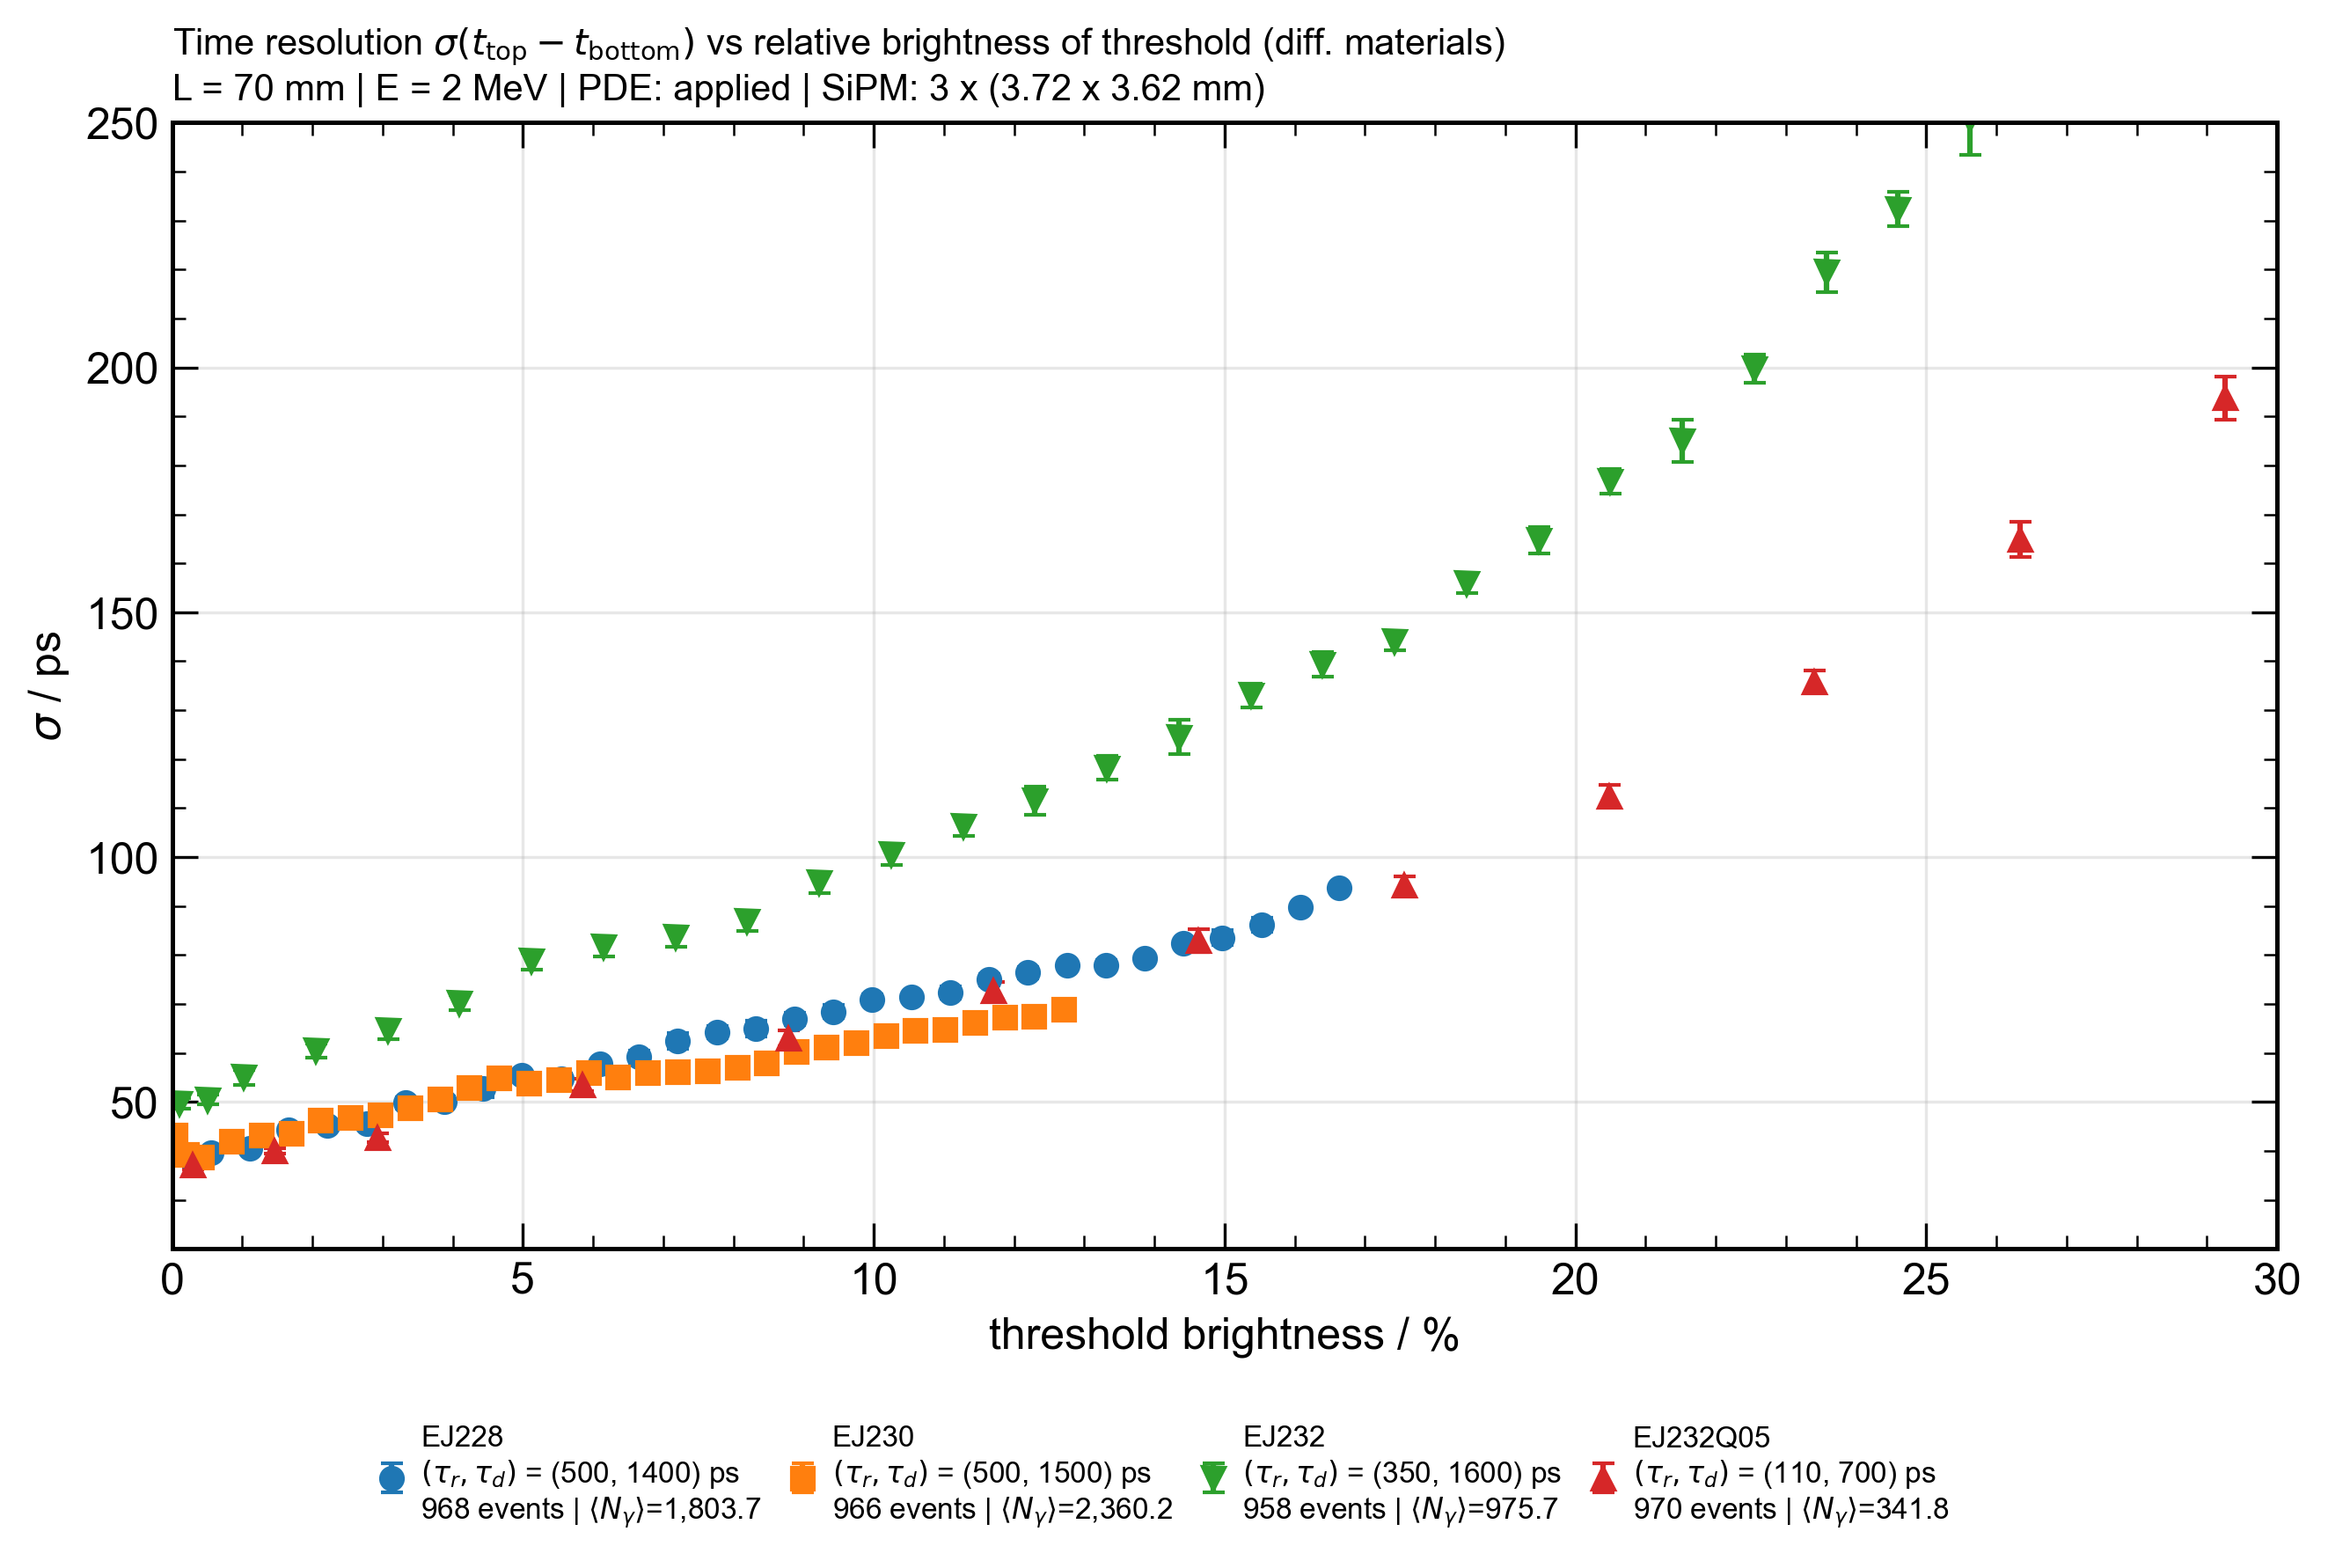 Time resolution σ(t_top − t_bottom) vs relative brightness of threshold (diff. materials)
L = 70 mm | E = 2 MeV | PDE: applied | SiPM: 3 x (3.72 x 3.62 mm)
250
200
150
100
50
σ / ps
0 5 10 15 20 25 30
threshold brightness / %
EJ228
(τ_r, τ_d) = (500, 1400) ps
968 events | ⟨N_γ⟩=1,803.7
EJ230
(τ_r, τ_d) = (500, 1500) ps
966 events | ⟨N_γ⟩=2,360.2
EJ232
(τ_r, τ_d) = (350, 1600) ps
958 events | ⟨N_γ⟩=975.7
EJ232Q05
(τ_r, τ_d) = (110, 700) ps
970 events | ⟨N_γ⟩=341.8